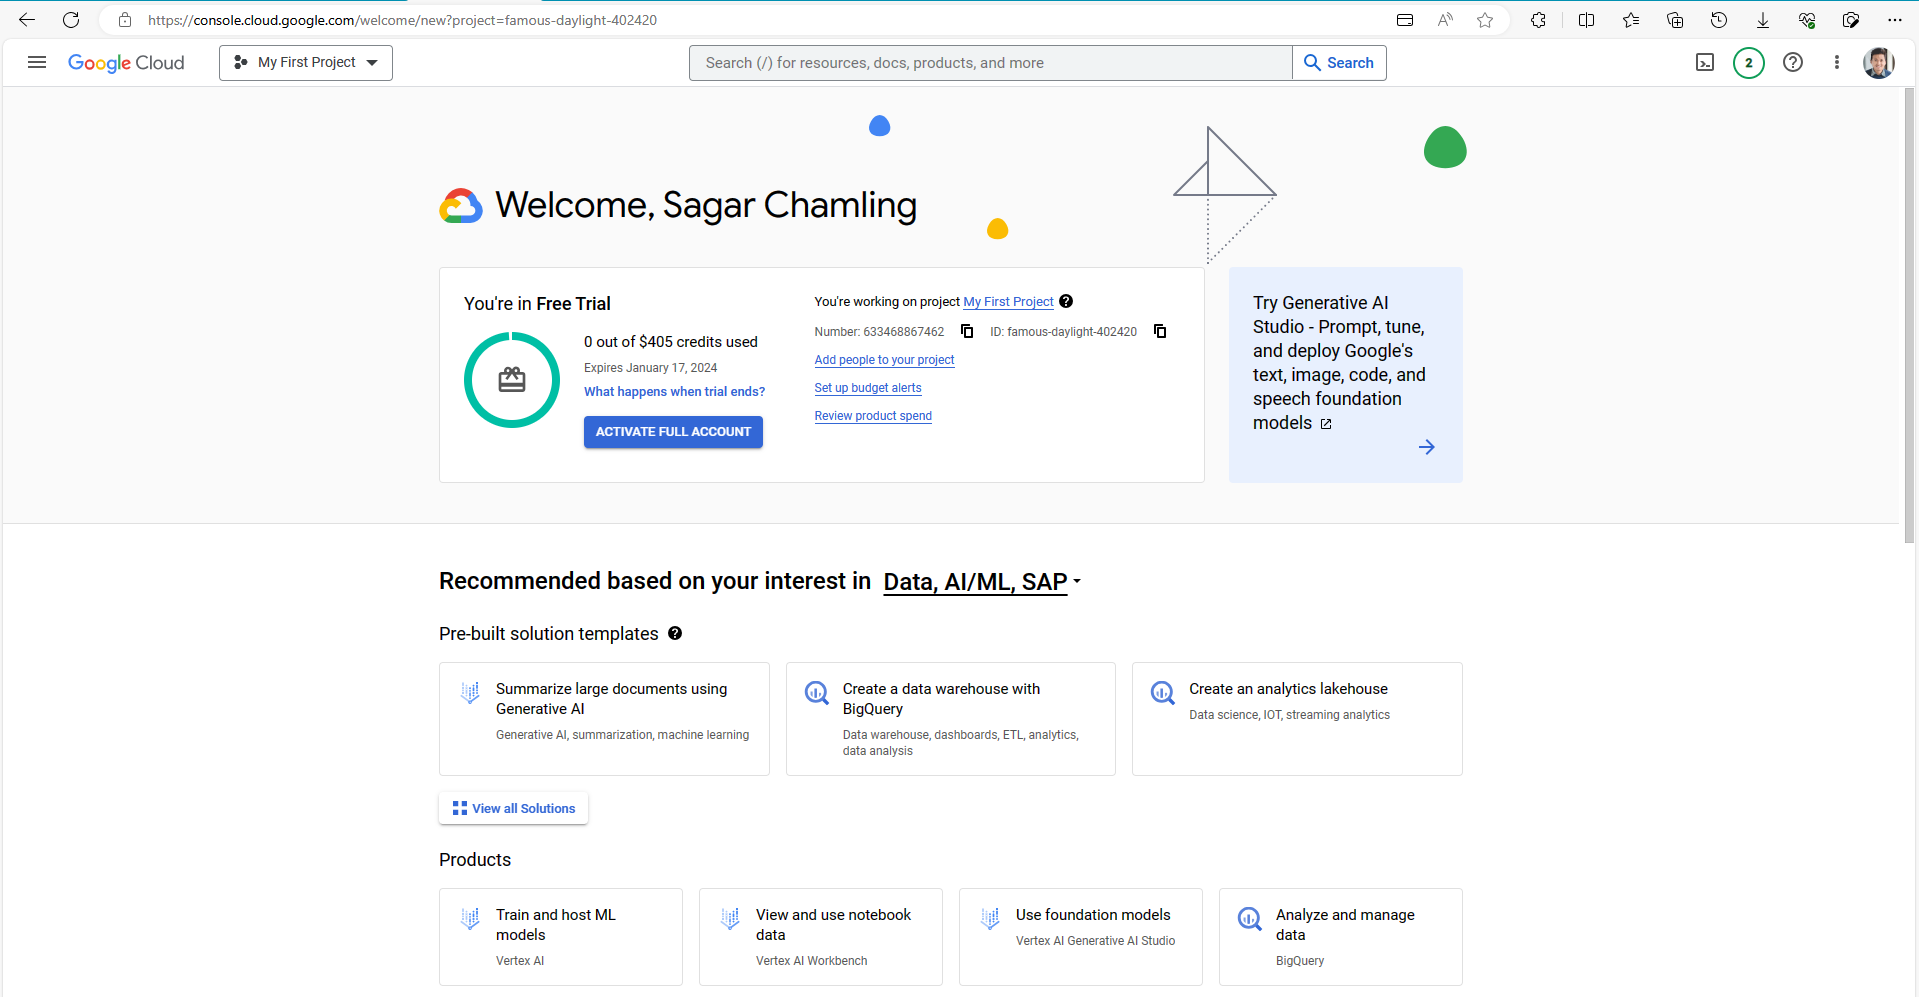 https://console.cloud.google.com/welcome/new?project=famous-daylight-402420
Google Cloud
My First Project
Search (/) for resources, docs, products, and more
Search
2
Welcome, Sagar Chamling
You're in Free Trial
0 out of $405 credits used
Expires January 17, 2024
What happens when trial ends?
ACTIVATE FULL ACCOUNT
You're working on project My First Project
Number: 633468867462
ID: famous-daylight-402420
Add people to your project
Set up budget alerts
Review product spend
Try Generative AI
Studio - Prompt, tune,
and deploy Google's
text, image, code, and
speech foundation
models
Recommended based on your interest in Data, AI/ML, SAP
Pre-built solution templates
Summarize large documents using
Generative AI
Generative AI, summarization, machine learning
Create a data warehouse with
BigQuery
Data warehouse, dashboards, ETL, analytics,
data analysis
Create an analytics lakehouse
Data science, IOT, streaming analytics
View all Solutions
Products
Train and host ML
models
Vertex AI
View and use notebook
data
Vertex AI Workbench
Use foundation models
Vertex AI Generative AI Studio
Analyze and manage
data
BigQuery